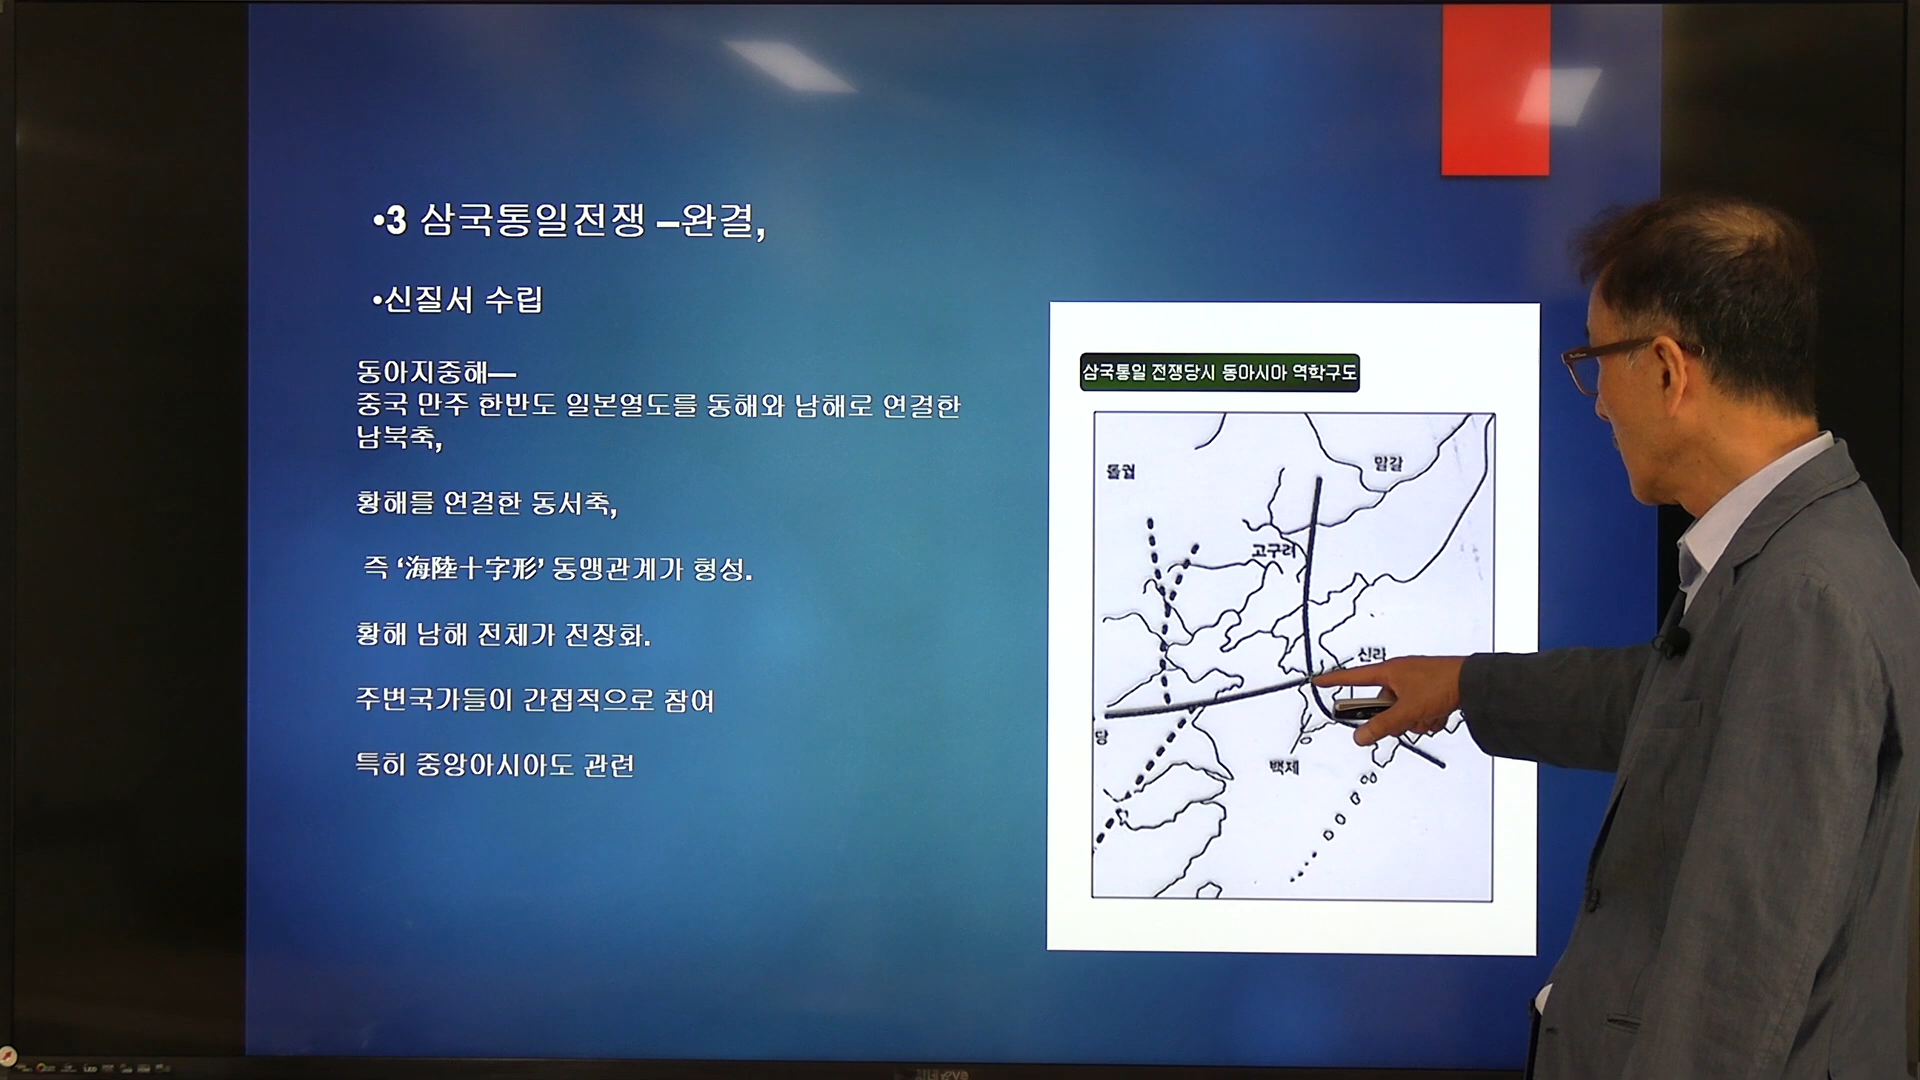 •3 삼국통일전쟁 –완결,
•신질서 수립
동아지중해—
중국 만주 한반도 일본열도를 동해와 남해로 연결한
남북축,
황해를 연결한 동서축,
즉 ‘海陸十字形’ 동맹관계가 형성.
황해 남해 전체가 전장화.
주변국가들이 간접적으로 참여
특히 중앙아시아도 관련
삼국통일 전쟁당시 동아시아 역학구도
돌궐
말갈
고구려
신라
당
백제